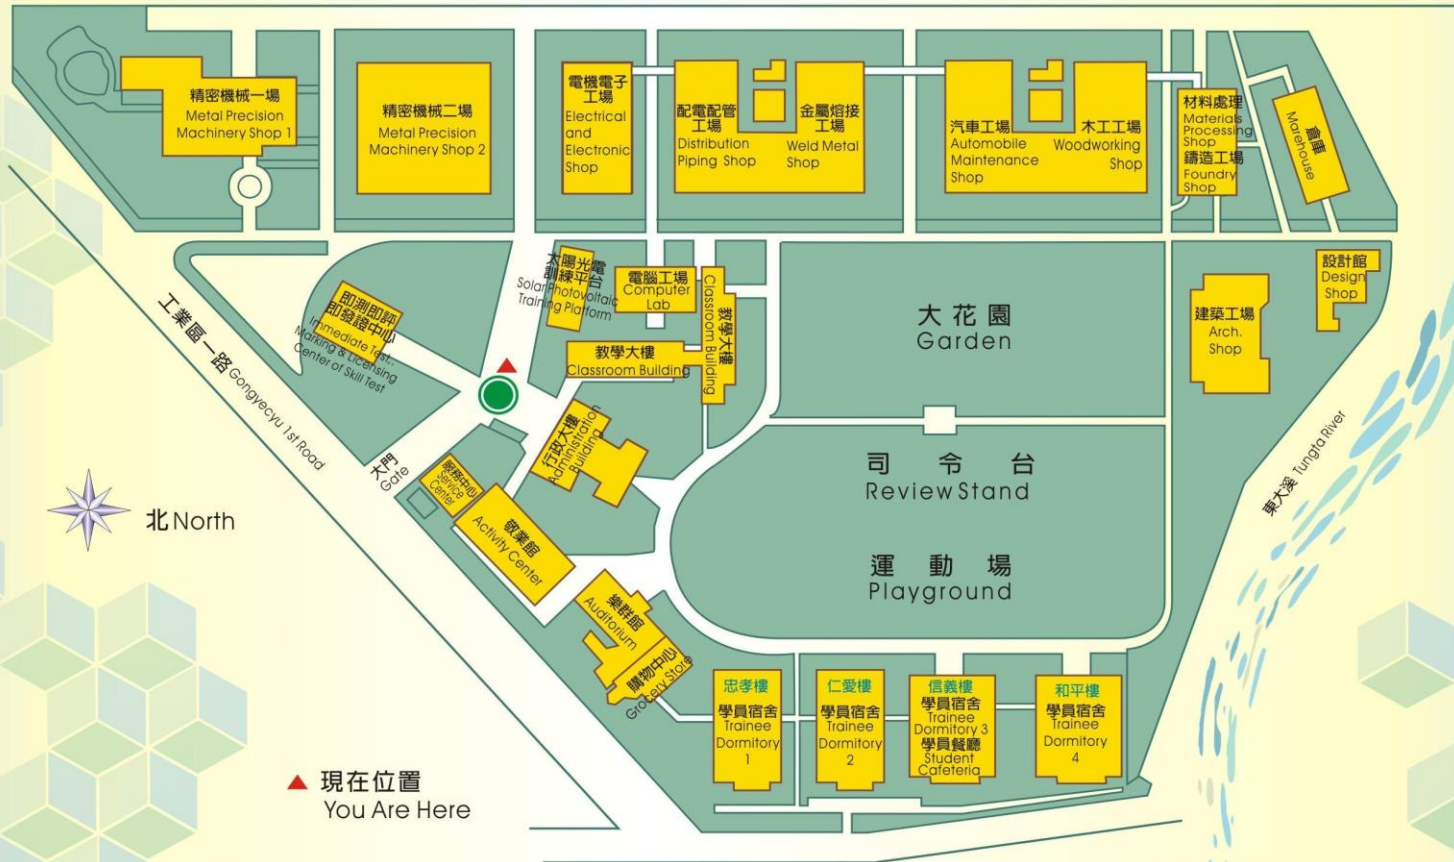 精密機械一場
Metal Precision
Machinery Shop 1
精密機械二場
Metal Precision
Machinery Shop 2
電機電子
工場
Electrical
and
Electronic
Shop
配電配管
工場
Distribution
Piping Shop
金屬熔接
工場
Weld Metal
Shop
汽車工場
Automobile
Maintenance
Shop
木工工場
Woodworking
Shop
材料處理
Materials
Processing
Shop
鑄造工場
Foundry
Shop
倉庫
Marehouse
即測即評
即發證中心
Immediate Test,
Marking & Licensing
Center of Skill Test
太陽光電
訓練平台
Solar Photovoltaic
Training Platform
電腦工場
Computer
Lab
教學大樓
Classroom Building
教學大樓
Classroom Building
大花園
Garden
建築工場
Arch.
Shop
設計館
Design
Shop
工業區一路 Gongyecyu 1st Road
大門
Gate
服務中心
Service
Center
行政大樓
Administration
Building
敬業館
Activity Center
司令台
Review Stand
東大溪 Tungta River
北 North
運動場
Playground
樂群館
Auditorium
購物中心
Grocery Store
忠孝樓
學員宿舍
Trainee
Dormitory
1
仁愛樓
學員宿舍
Trainee
Dormitory
2
信義樓
學員宿舍
Trainee
Dormitory 3
學員餐廳
Student
Cafeteria
和平樓
學員宿舍
Trainee
Dormitory
4
現在位置
You Are Here